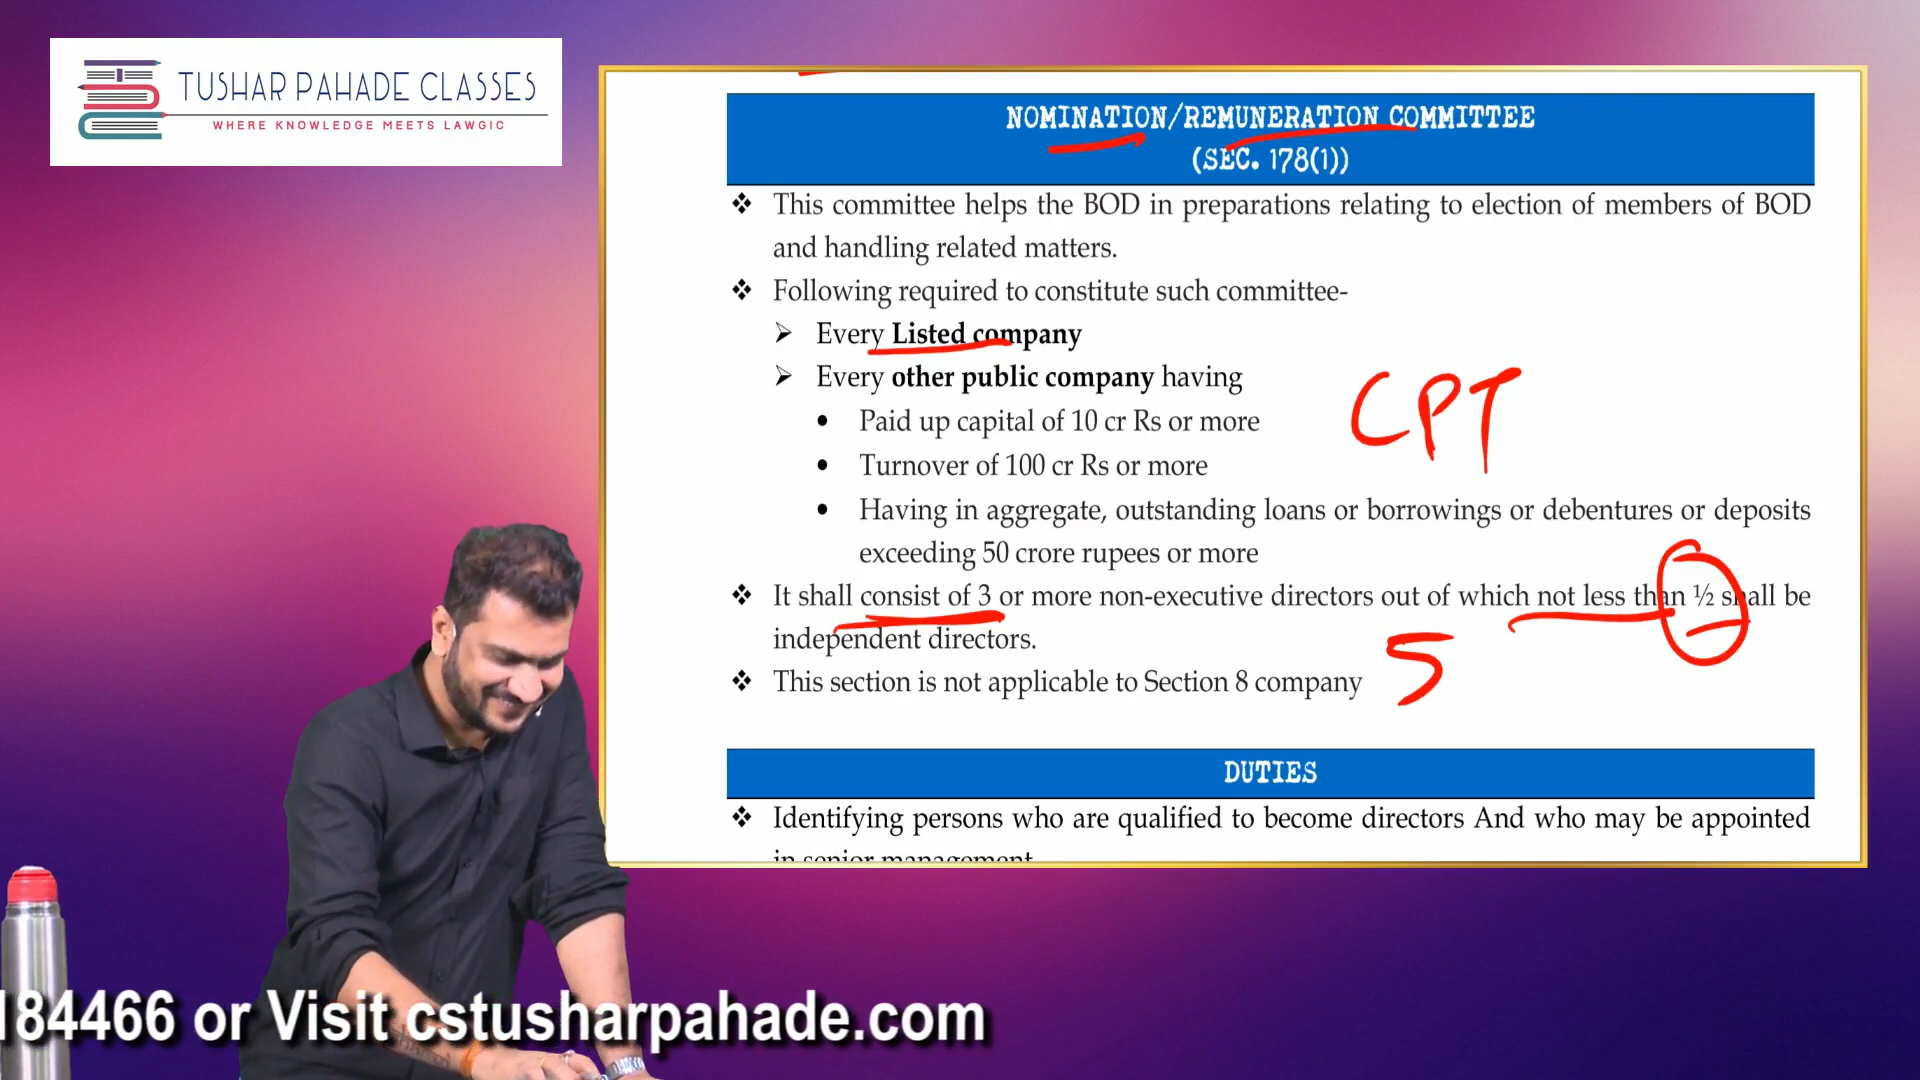 TUSHAR PAHADE CLASSES
WHERE KNOWLEDGE MEETS LAWGIC
NOMINATION/REMUNERATION COMMITTEE
(SEC. 178(1))
❖ This committee helps the BOD in preparations relating to election of members of BOD
and handling related matters.
❖ Following required to constitute such committee-
➢ Every Listed company
➢ Every other public company having
• Paid up capital of 10 cr Rs or more
• Turnover of 100 cr Rs or more
• Having in aggregate, outstanding loans or borrowings or debentures or deposits
exceeding 50 crore rupees or more
CPT
❖ It shall consist of 3 or more non-executive directors out of which not less than ½ shall be
independent directors.
5
❖ This section is not applicable to Section 8 company
DUTIES
❖ Identifying persons who are qualified to become directors And who may be appointed
in senior management
184466 or Visit cstusharpahade.com